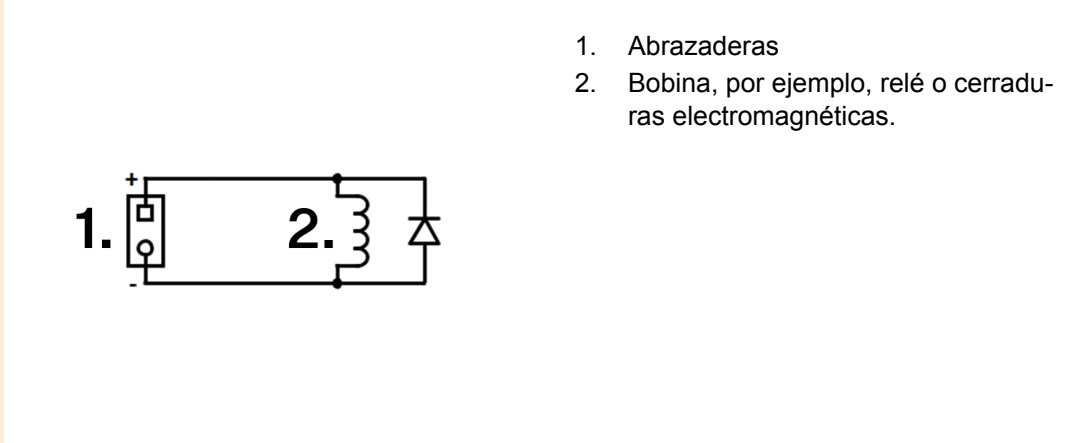 1. Abrazaderas
2. Bobina, por ejemplo, relé o cerradu-
ras electromagnéticas.
+
1.
2.
-